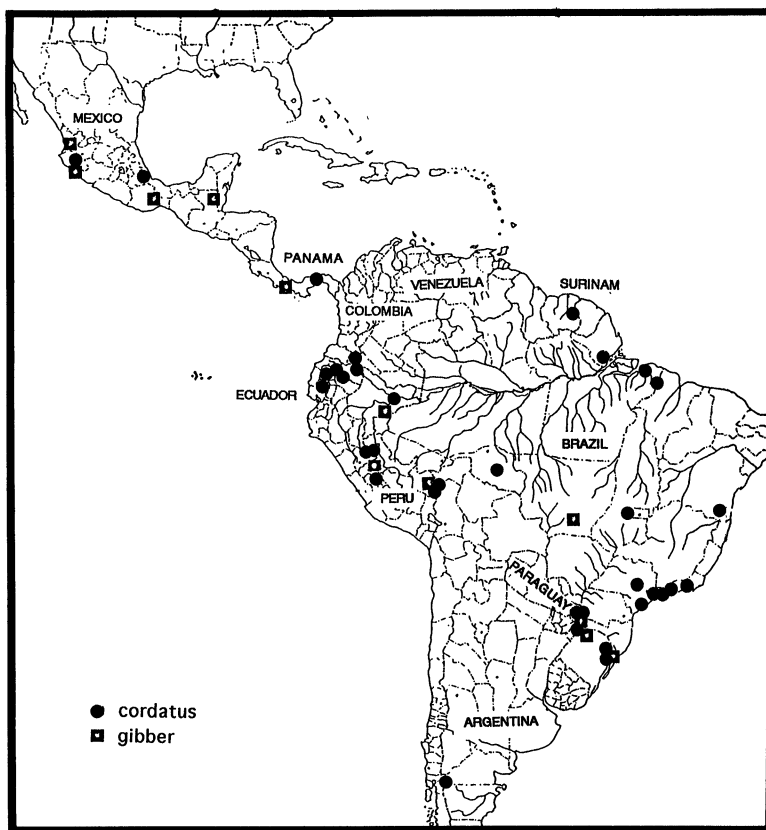 MEXICO
PANAMA
VENEZUELA
SURINAM
COLOMBIA
ECUADOR
BRAZIL
PERU
PARAGUAY
cordatus
gibber
ARGENTINA